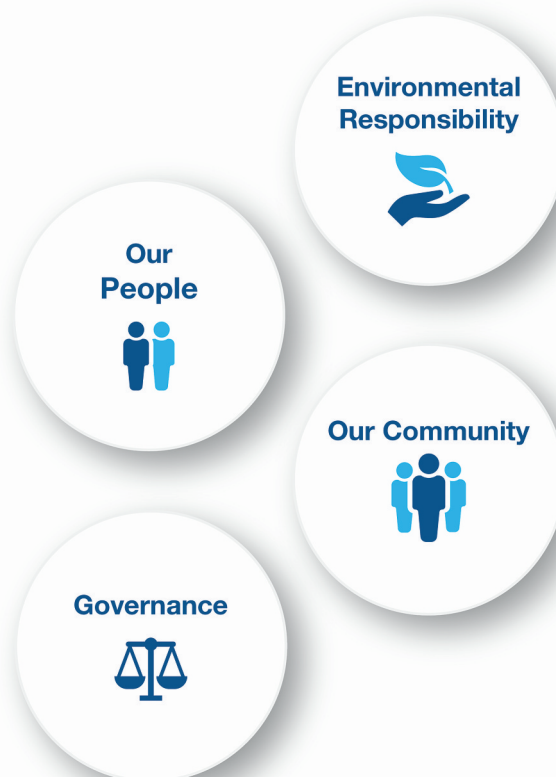 Environmental
Responsibility
Our
People
Our Community
Governance